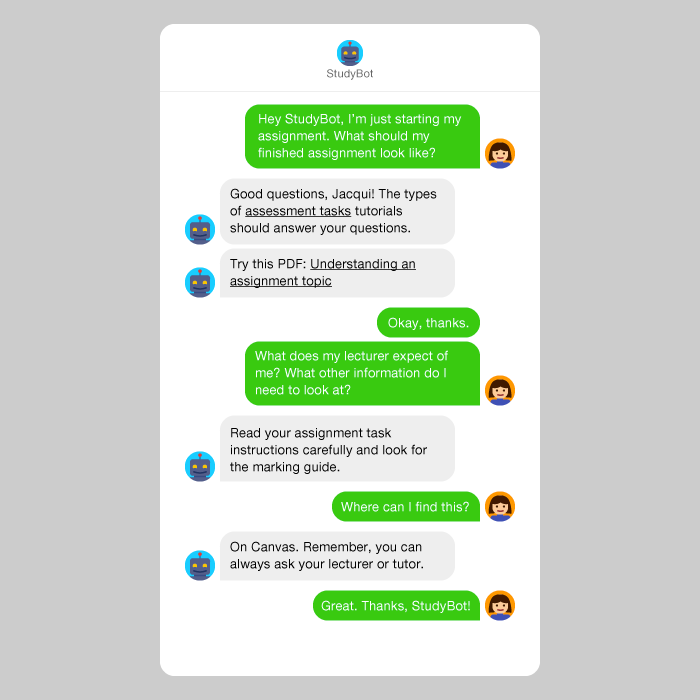 StudyBot
Hey StudyBot, I'm just starting my
assignment. What should my
finished assignment look like?
Good questions, Jacqui! The types
of assessment tasks tutorials
should answer your questions.
Try this PDF: Understanding an
assignment topic
Okay, thanks.
What does my lecturer expect of
me? What other information do I
need to look at?
Read your assignment task
instructions carefully and look for
the marking guide.
Where can I find this?
On Canvas. Remember, you can
always ask your lecturer or tutor.
Great. Thanks, StudyBot!